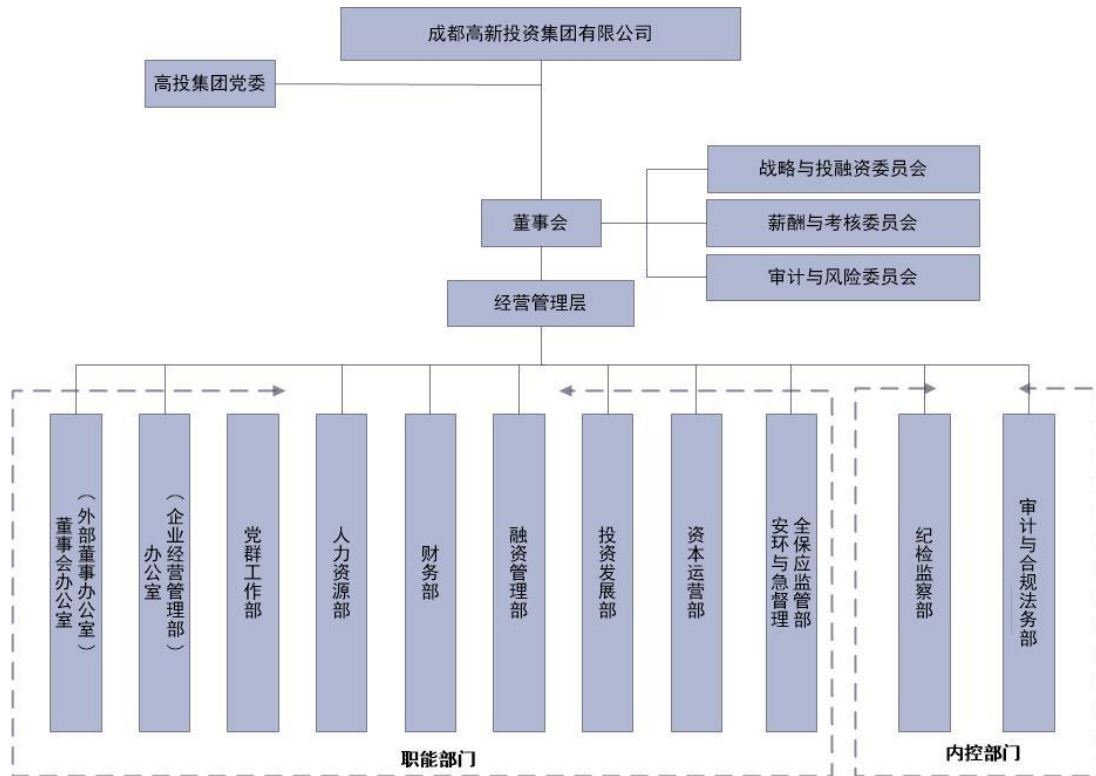 成都高新投资集团有限公司
高投集团党委
战略与投融资委员会
董事会
薪酬与考核委员会
审计与风险委员会
经营管理层
董事会办公室
（外部董事办公室）
办公室
（企业经营管理部）
党群工作部
人力资源部
财务部
融资管理部
投资发展部
资本运营部
安环与急督理
全保应监管部
纪检监察部
审计与合规法务部
职能部门
内控部门